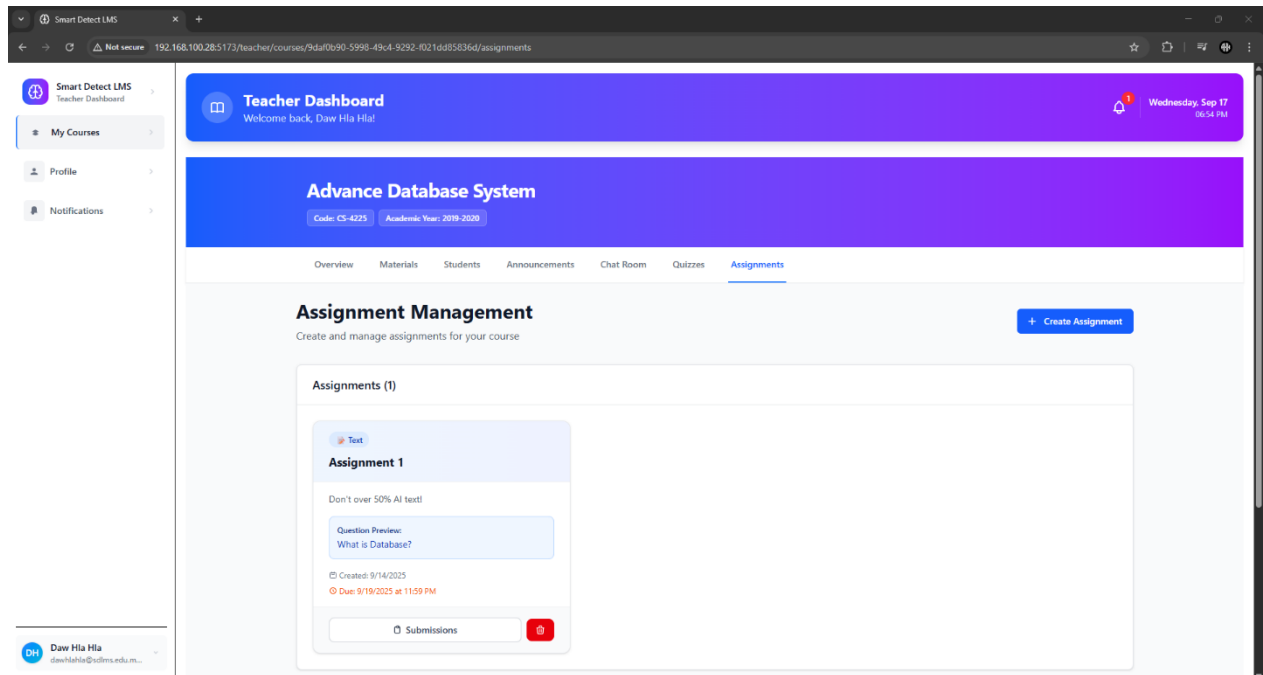 Smart Detect LMS
Not secure 192.168.100.28:5173/teacher/courses/9daf0b90-5998-49c4-9292-f021dd85836d/assignments
Smart Detect LMS
Teacher Dashboard
My Courses
Profile
Notifications
Teacher Dashboard
Welcome back, Daw Hla Hla!
1
Wednesday, Sep 17
06:54 PM
Advance Database System
Code: CS-4225
Academic Year: 2019-2020
Overview
Materials
Students
Announcements
Chat Room
Quizzes
Assignments
Assignment Management
Create and manage assignments for your course
+ Create Assignment
Assignments (1)
Text
Assignment 1
Don't over 50% AI text!
Question Preview:
What is Database?
Created: 9/14/2025
Due: 9/19/2025 at 11:59 PM
Submissions
DH
Daw Hla Hla
dawhlahla@sdlms.edu.m...